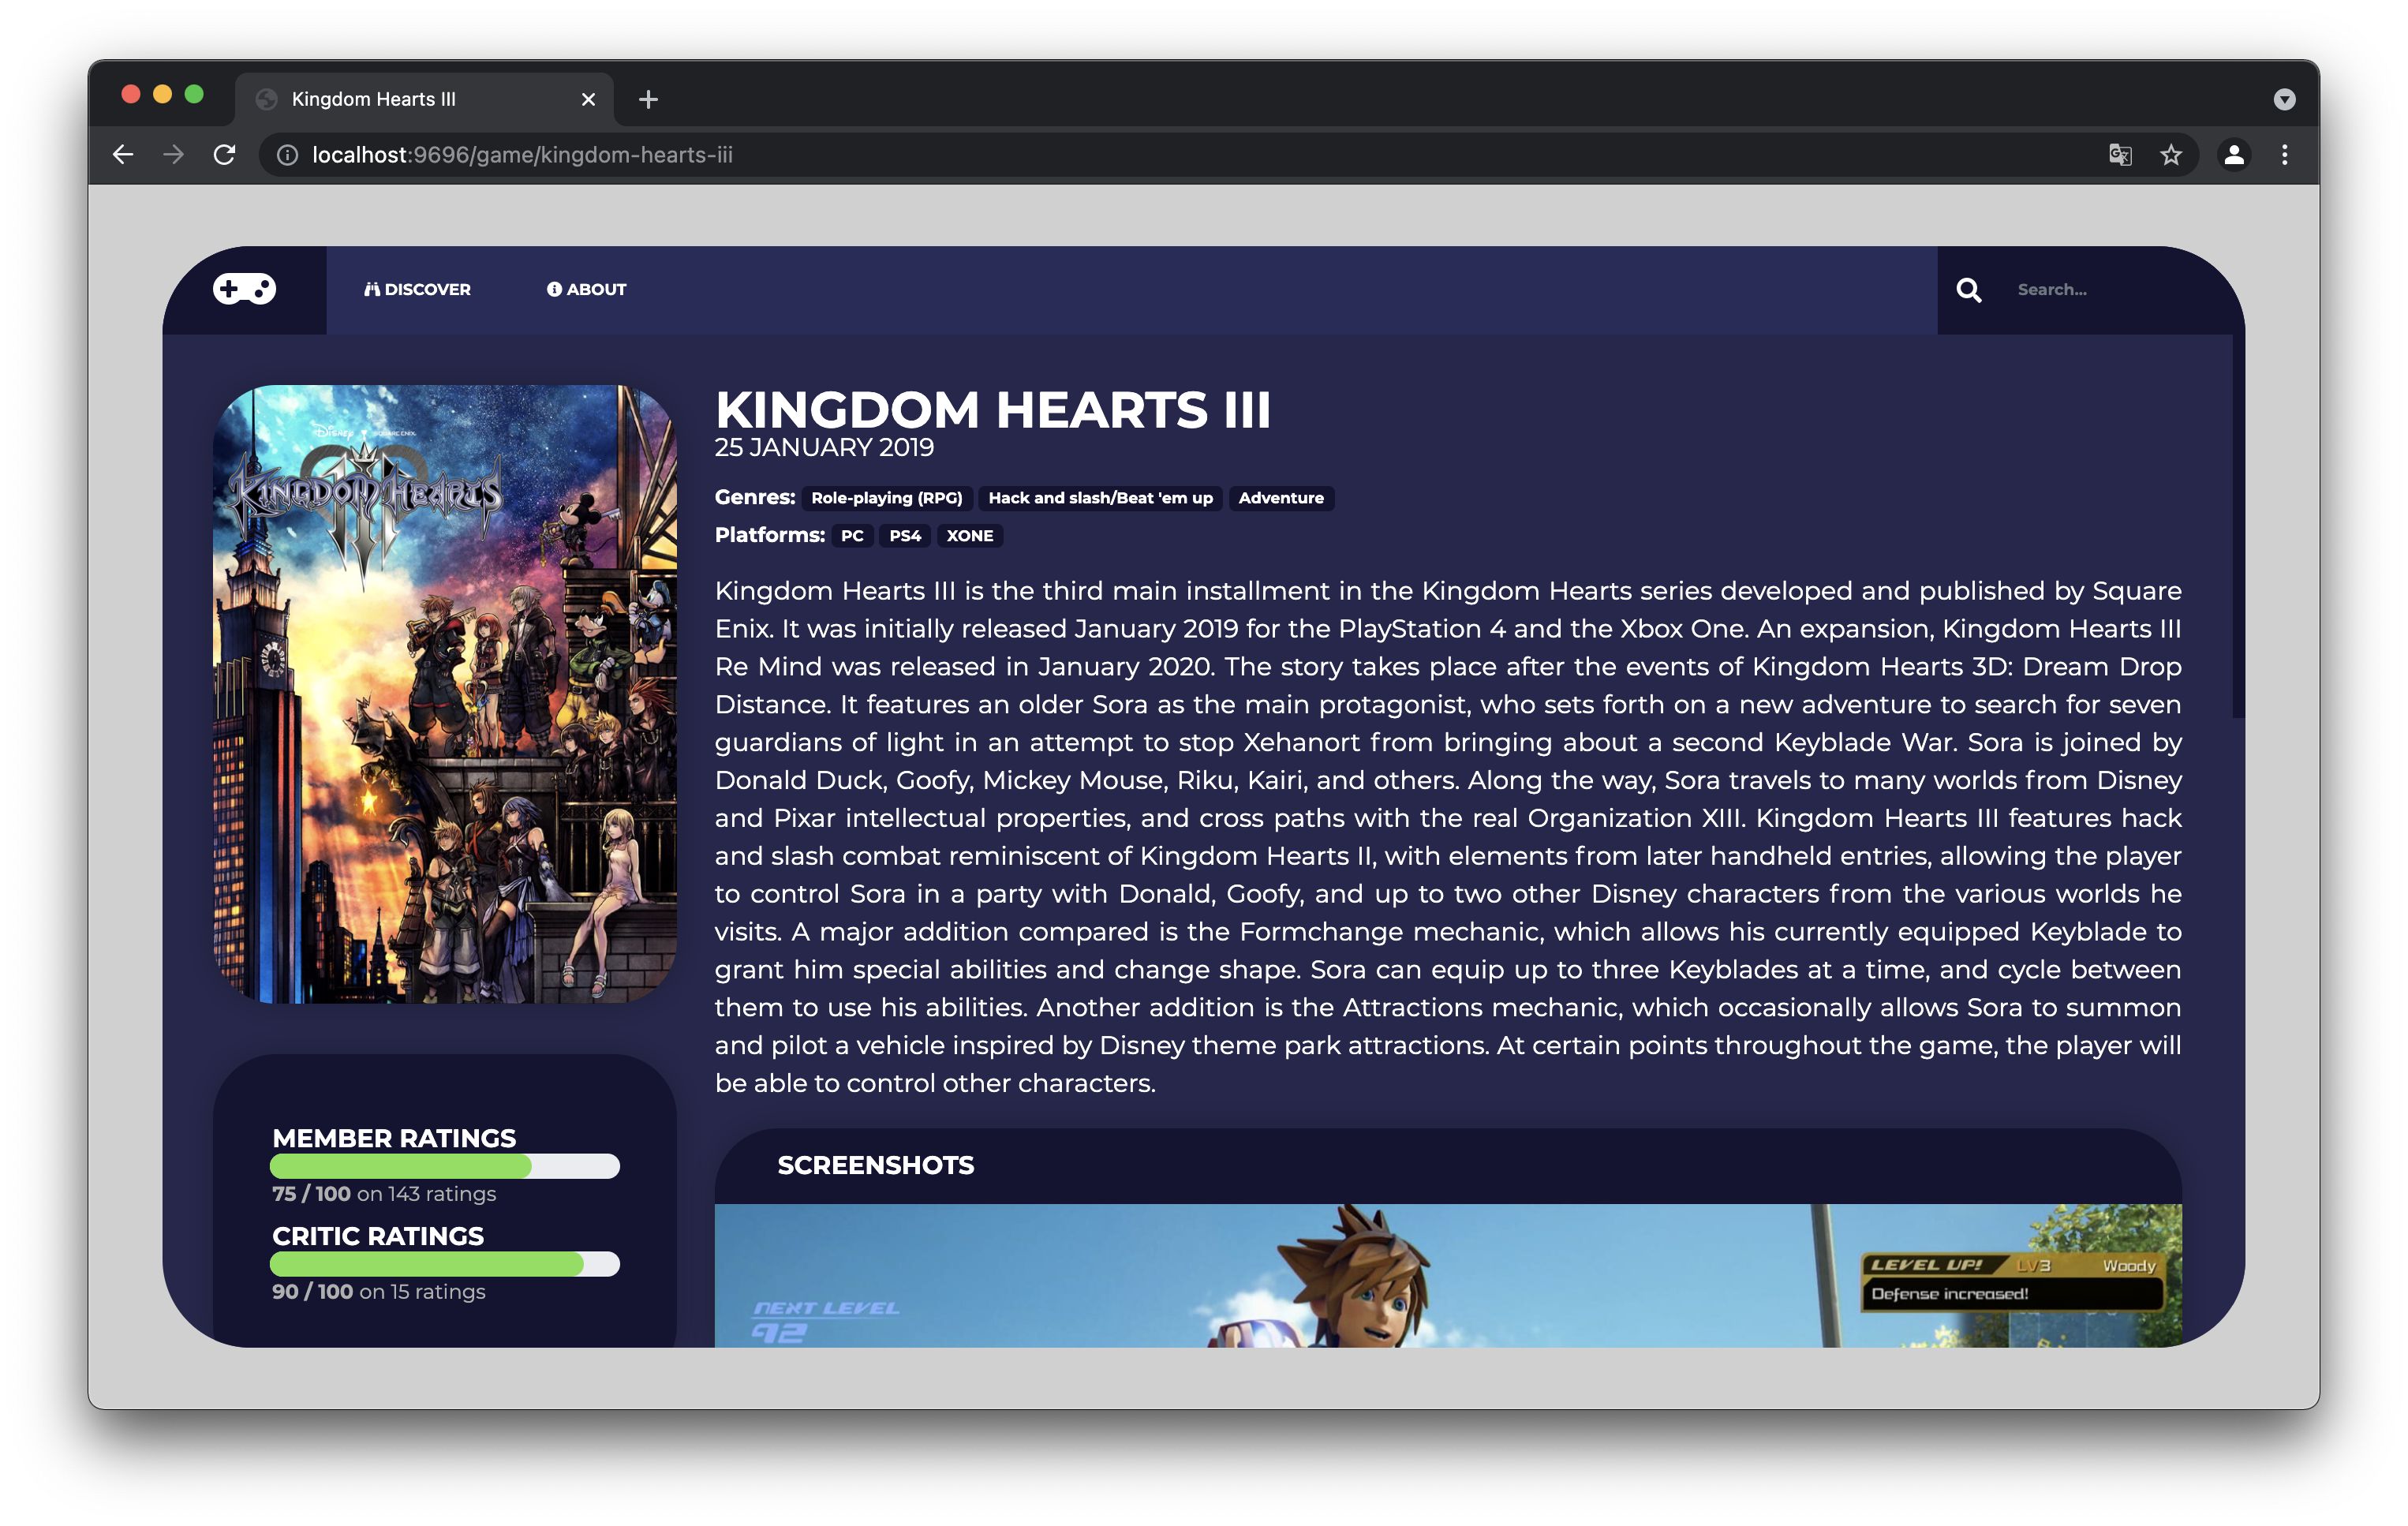 Kingdom Hearts III
localhost:9696/game/kingdom-hearts-iii
DISCOVER
ABOUT
Search...
Disney
SQUARE ENIX
KINGDOM HEARTS
III
KINGDOM HEARTS III
25 JANUARY 2019
Genres: Role-playing (RPG) Hack and slash/Beat 'em up Adventure
Platforms: PC PS4 XONE
Kingdom Hearts III is the third main installment in the Kingdom Hearts series developed and published by Square
Enix. It was initially released January 2019 for the PlayStation 4 and the Xbox One. An expansion, Kingdom Hearts III
Re Mind was released in January 2020. The story takes place after the events of Kingdom Hearts 3D: Dream Drop
Distance. It features an older Sora as the main protagonist, who sets forth on a new adventure to search for seven
guardians of light in an attempt to stop Xehanort from bringing about a second Keyblade War. Sora is joined by
Donald Duck, Goofy, Mickey Mouse, Riku, Kairi, and others. Along the way, Sora travels to many worlds from Disney
and Pixar intellectual properties, and cross paths with the real Organization XIII. Kingdom Hearts III features hack
and slash combat reminiscent of Kingdom Hearts II, with elements from later handheld entries, allowing the player
to control Sora in a party with Donald, Goofy, and up to two other Disney characters from the various worlds he
visits. A major addition compared is the Formchange mechanic, which allows his currently equipped Keyblade to
grant him special abilities and change shape. Sora can equip up to three Keyblades at a time, and cycle between
them to use his abilities. Another addition is the Attractions mechanic, which occasionally allows Sora to summon
and pilot a vehicle inspired by Disney theme park attractions. At certain points throughout the game, the player will
be able to control other characters.
MEMBER RATINGS
75 / 100 on 143 ratings
CRITIC RATINGS
90 / 100 on 15 ratings
SCREENSHOTS
NEXT LEVEL
92
LEVEL UP! LV3 Woody
Defense increased!